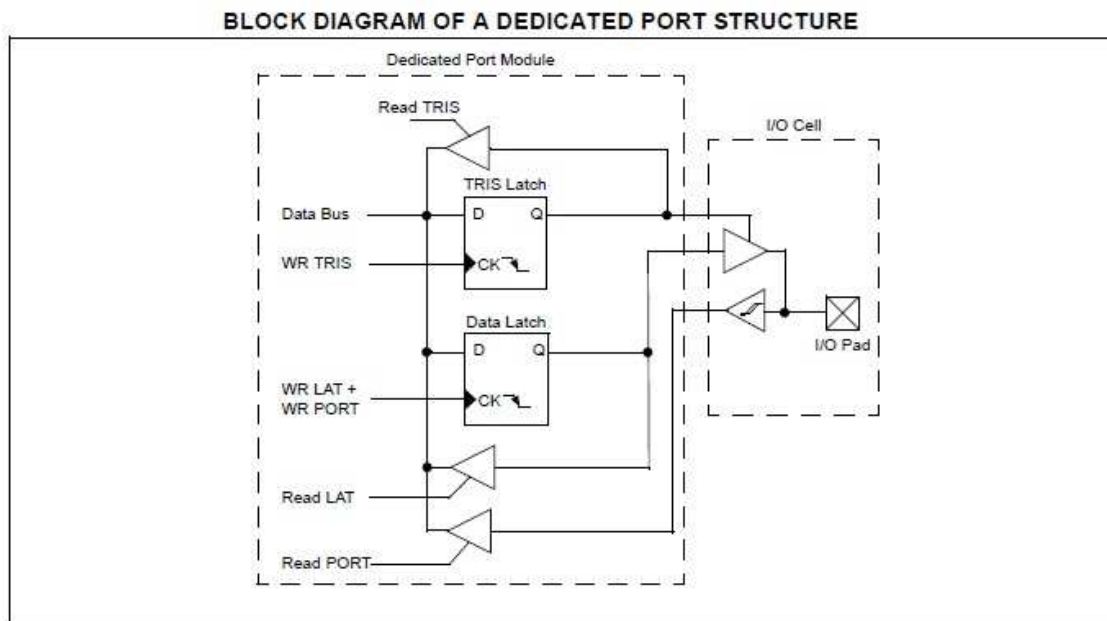 BLOCK DIAGRAM OF A DEDICATED PORT STRUCTURE
Dedicated Port Module
Read TRIS
I/O Cell
TRIS Latch
Data Bus
D
Q
WR TRIS
CK
Data Latch
I/O Pad
D
Q
WR LAT +
WR PORT
CK
Read LAT
Read PORT